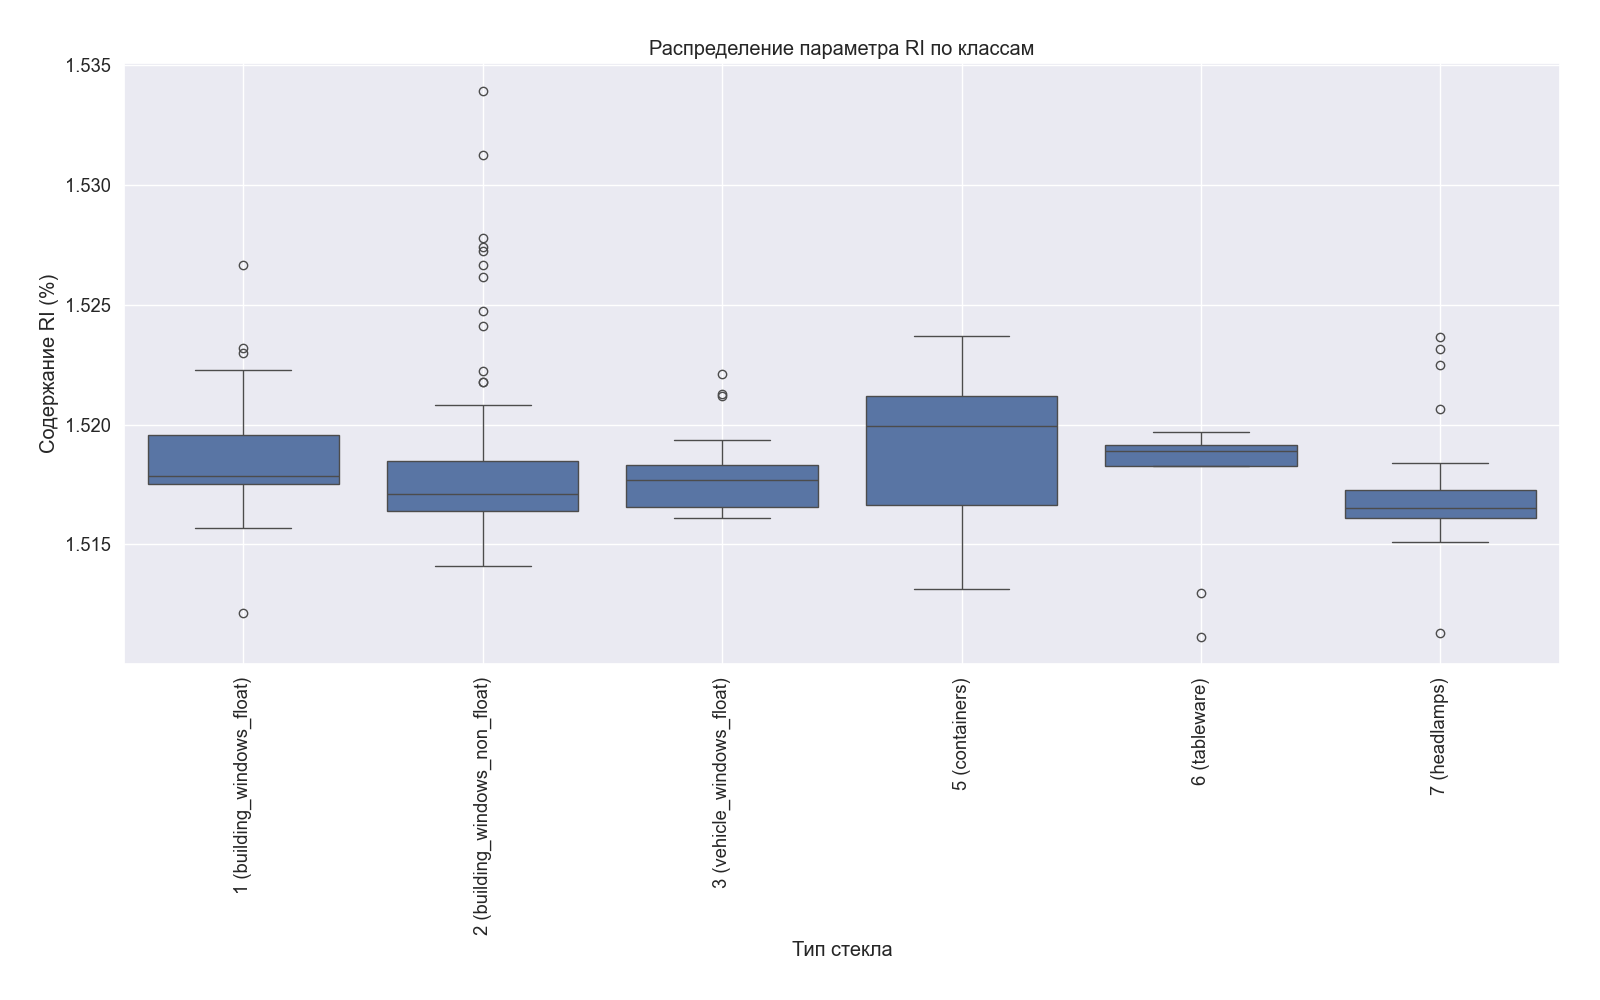 Распределение параметра RI по классам
1.535
1.530
1.525
1.520
1.515
Содержание RI (%)
1 (building_windows_float)
2 (building_windows_non_float)
3 (vehicle_windows_float)
5 (containers)
6 (tableware)
7 (headlamps)
Тип стекла